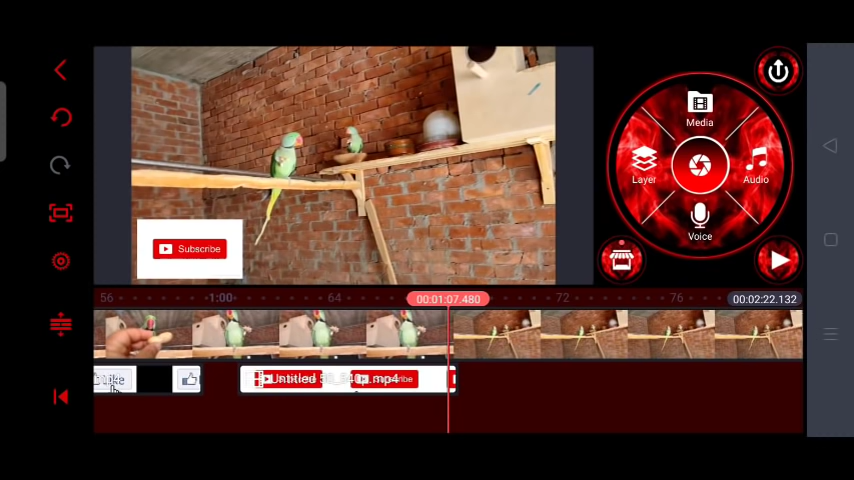 Media
Layer
Audio
Voice
Subscribe
56
1:00
64
00:01:07.480
72
76
00:02:22.132